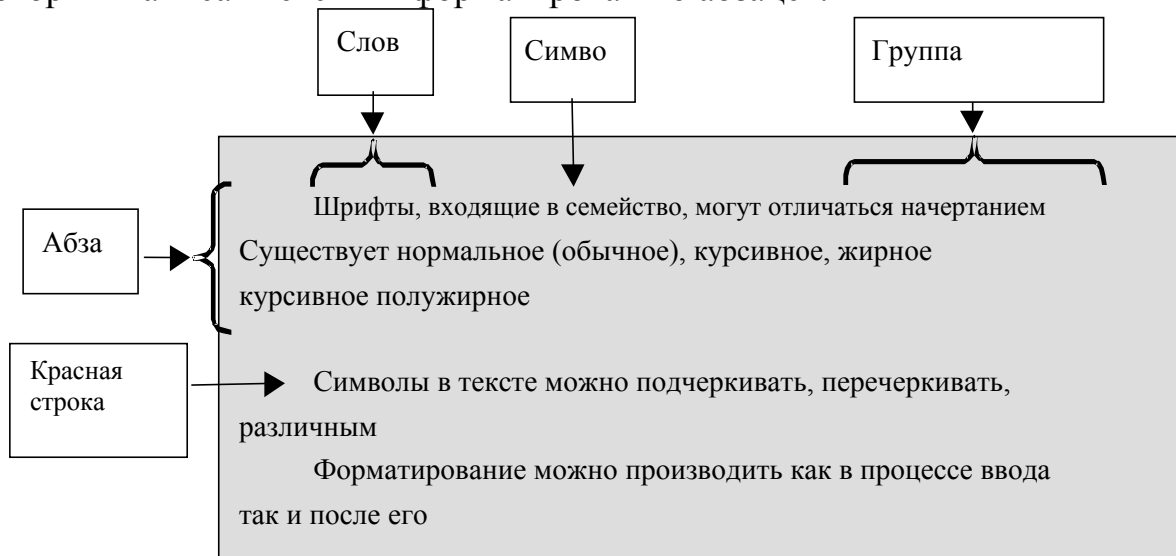 Слов
Симво
Группа
Шрифты, входящие в семейство, могут отличаться начертанием
Абза
Существует нормальное (обычное), курсивное, жирное
курсивное полужирное
Красная
строка
Символы в тексте можно подчеркивать, перечеркивать,
различным
Форматирование можно производить как в процессе ввода
так и после его